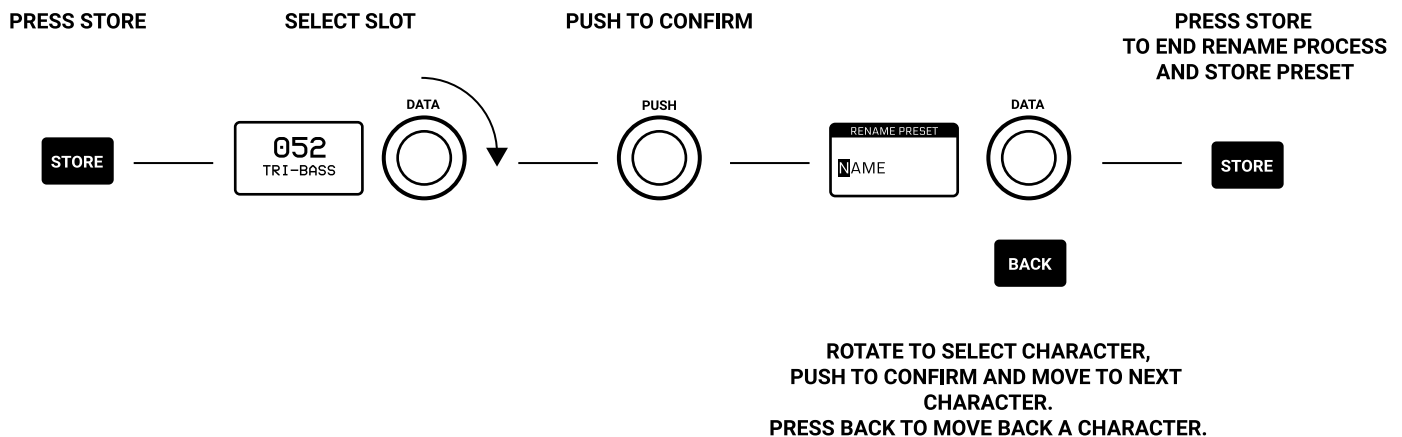 PRESS STORE
SELECT SLOT
PUSH TO CONFIRM
PRESS STORE
TO END RENAME PROCESS
AND STORE PRESET
STORE
052
TRI-BASS
DATA
PUSH
RENAME PRESET
NAME
DATA
BACK
STORE
ROTATE TO SELECT CHARACTER,
PUSH TO CONFIRM AND MOVE TO NEXT
CHARACTER.
PRESS BACK TO MOVE BACK A CHARACTER.